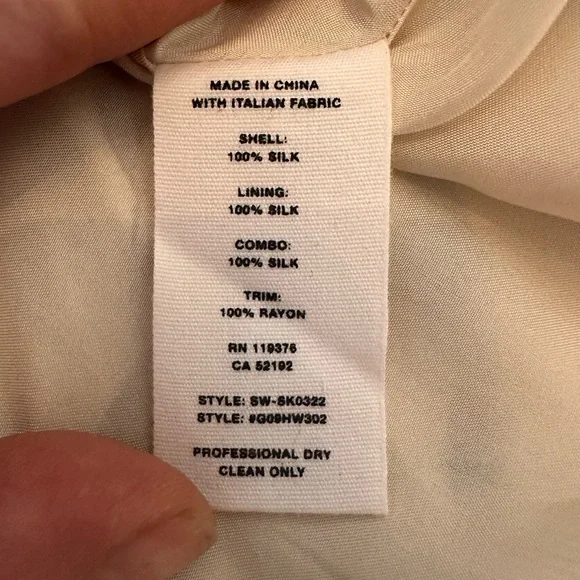 MADE IN CHINA
WITH ITALIAN FABRIC
SHELL:
100% SILK
LINING:
100% SILK
COMBO:
100% SILK
TRIM:
100% RAYON
RN 119376
CA 52192
STYLE: SW-SK0322
STYLE: #G09HW302
PROFESSIONAL DRY
CLEAN ONLY